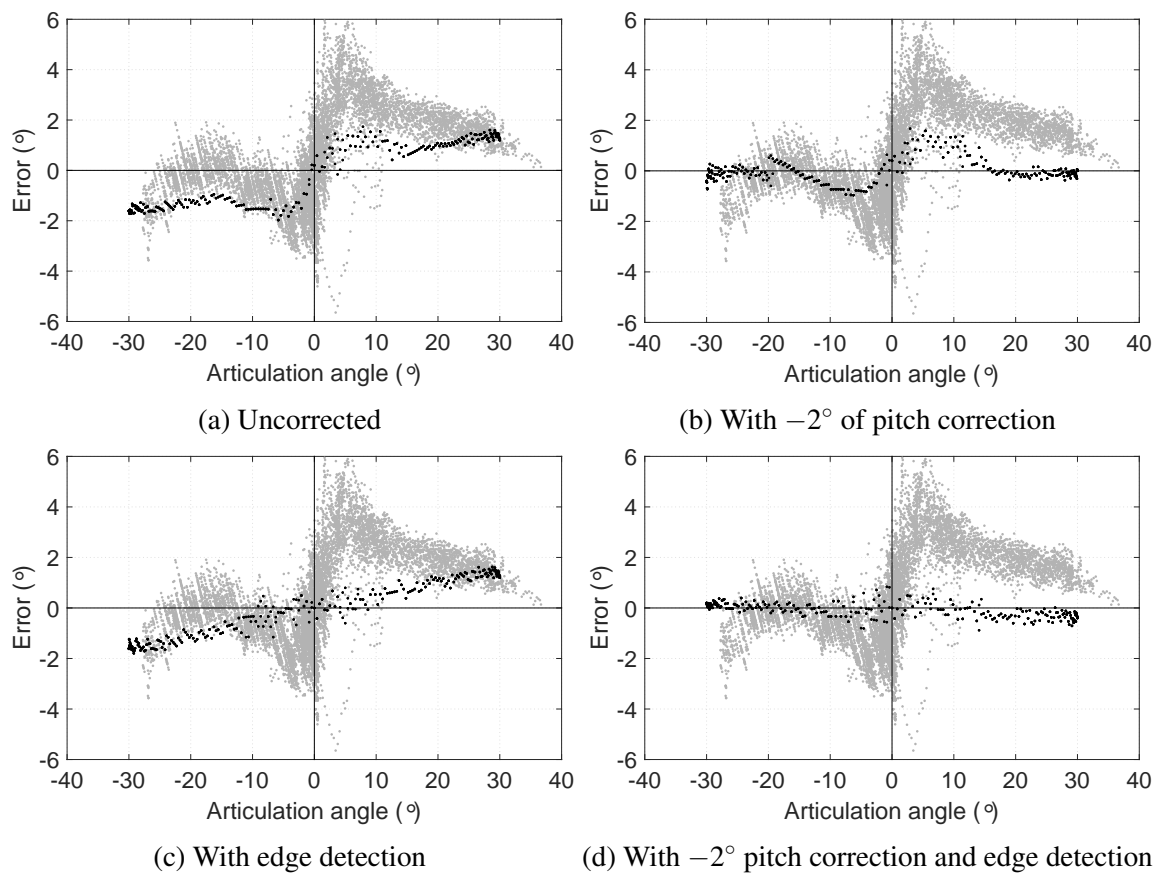 6
4
2
0
-2
-4
-6
Error (°)
-40 -30 -20 -10 0 10 20 30 40
Articulation angle (°)
(a) Uncorrected
6
4
2
0
-2
-4
-6
Error (°)
-40 -30 -20 -10 0 10 20 30 40
Articulation angle (°)
(b) With −2° of pitch correction
6
4
2
0
-2
-4
-6
Error (°)
-40 -30 -20 -10 0 10 20 30 40
Articulation angle (°)
(c) With edge detection
6
4
2
0
-2
-4
-6
Error (°)
-40 -30 -20 -10 0 10 20 30 40
Articulation angle (°)
(d) With −2° pitch correction and edge detection